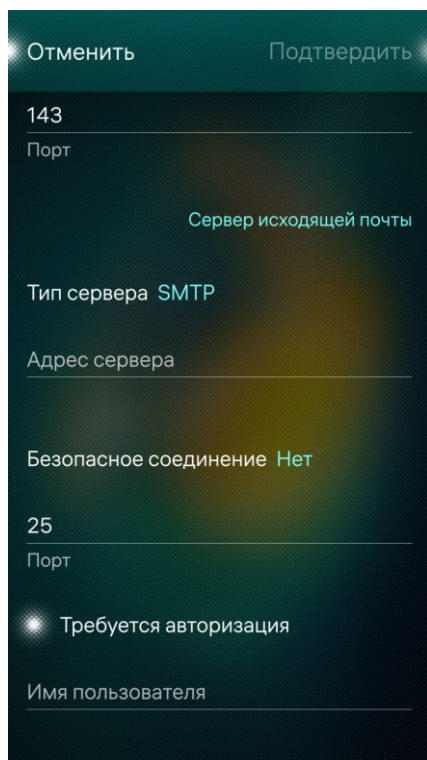 Отменить Подтвердить
143
Порт
Сервер исходящей почты
Тип сервера SMTP
Адрес сервера
Безопасное соединение Нет
25
Порт
Требуется авторизация
Имя пользователя